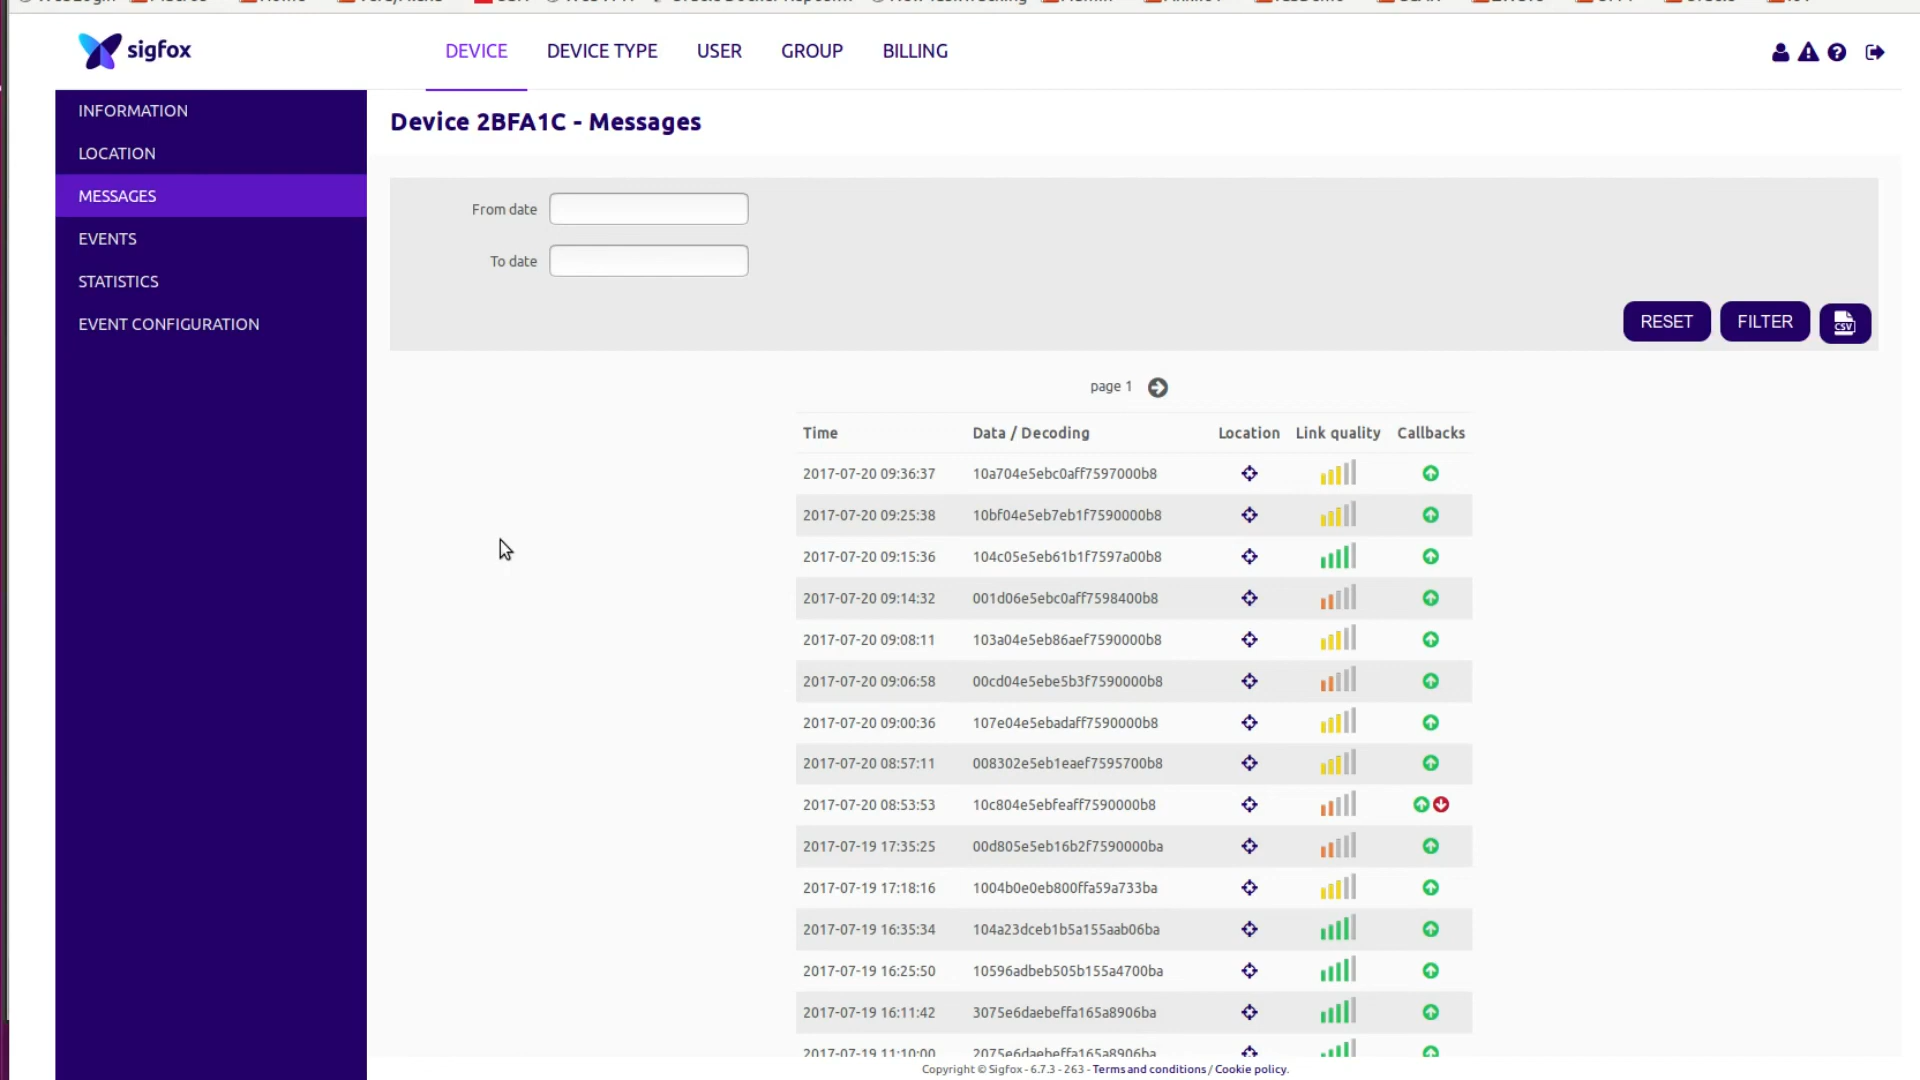 sigfox
DEVICE DEVICE TYPE USER GROUP BILLING
INFORMATION
LOCATION
MESSAGES
EVENTS
STATISTICS
EVENT CONFIGURATION
Device 2BFA1C - Messages
From date
To date
RESET FILTER CSV
page 1
Time Data / Decoding Location Link quality Callbacks
2017-07-20 09:36:37 10a704e5ebc0aff7597000b8
2017-07-20 09:25:38 10bf04e5eb7eb1f7590000b8
2017-07-20 09:15:36 104c05e5eb61b1f7597a00b8
2017-07-20 09:14:32 001d06e5ebc0aff7598400b8
2017-07-20 09:08:11 103a04e5eb86aef7590000b8
2017-07-20 09:06:58 00cd04e5ebe5b3f7590000b8
2017-07-20 09:00:36 107e04e5ebadaff7590000b8
2017-07-20 08:57:11 008302e5eb1eaef7595700b8
2017-07-20 08:53:53 10c804e5ebfeaff7590000b8
2017-07-19 17:35:25 00d805e5eb16b2f7590000ba
2017-07-19 17:18:16 1004b0e0eb800ffa59a733ba
2017-07-19 16:35:34 104a23dceb1b5a155aab06ba
2017-07-19 16:25:50 10596adbeb505b155a4700ba
2017-07-19 16:11:42 3075e6daebeffa165a8906ba
2017-07-19 11:10:00 2075e6daebeffa165a8906ba
Copyright © Sigfox - 6.7.3 - 263 - Terms and conditions / Cookie policy.